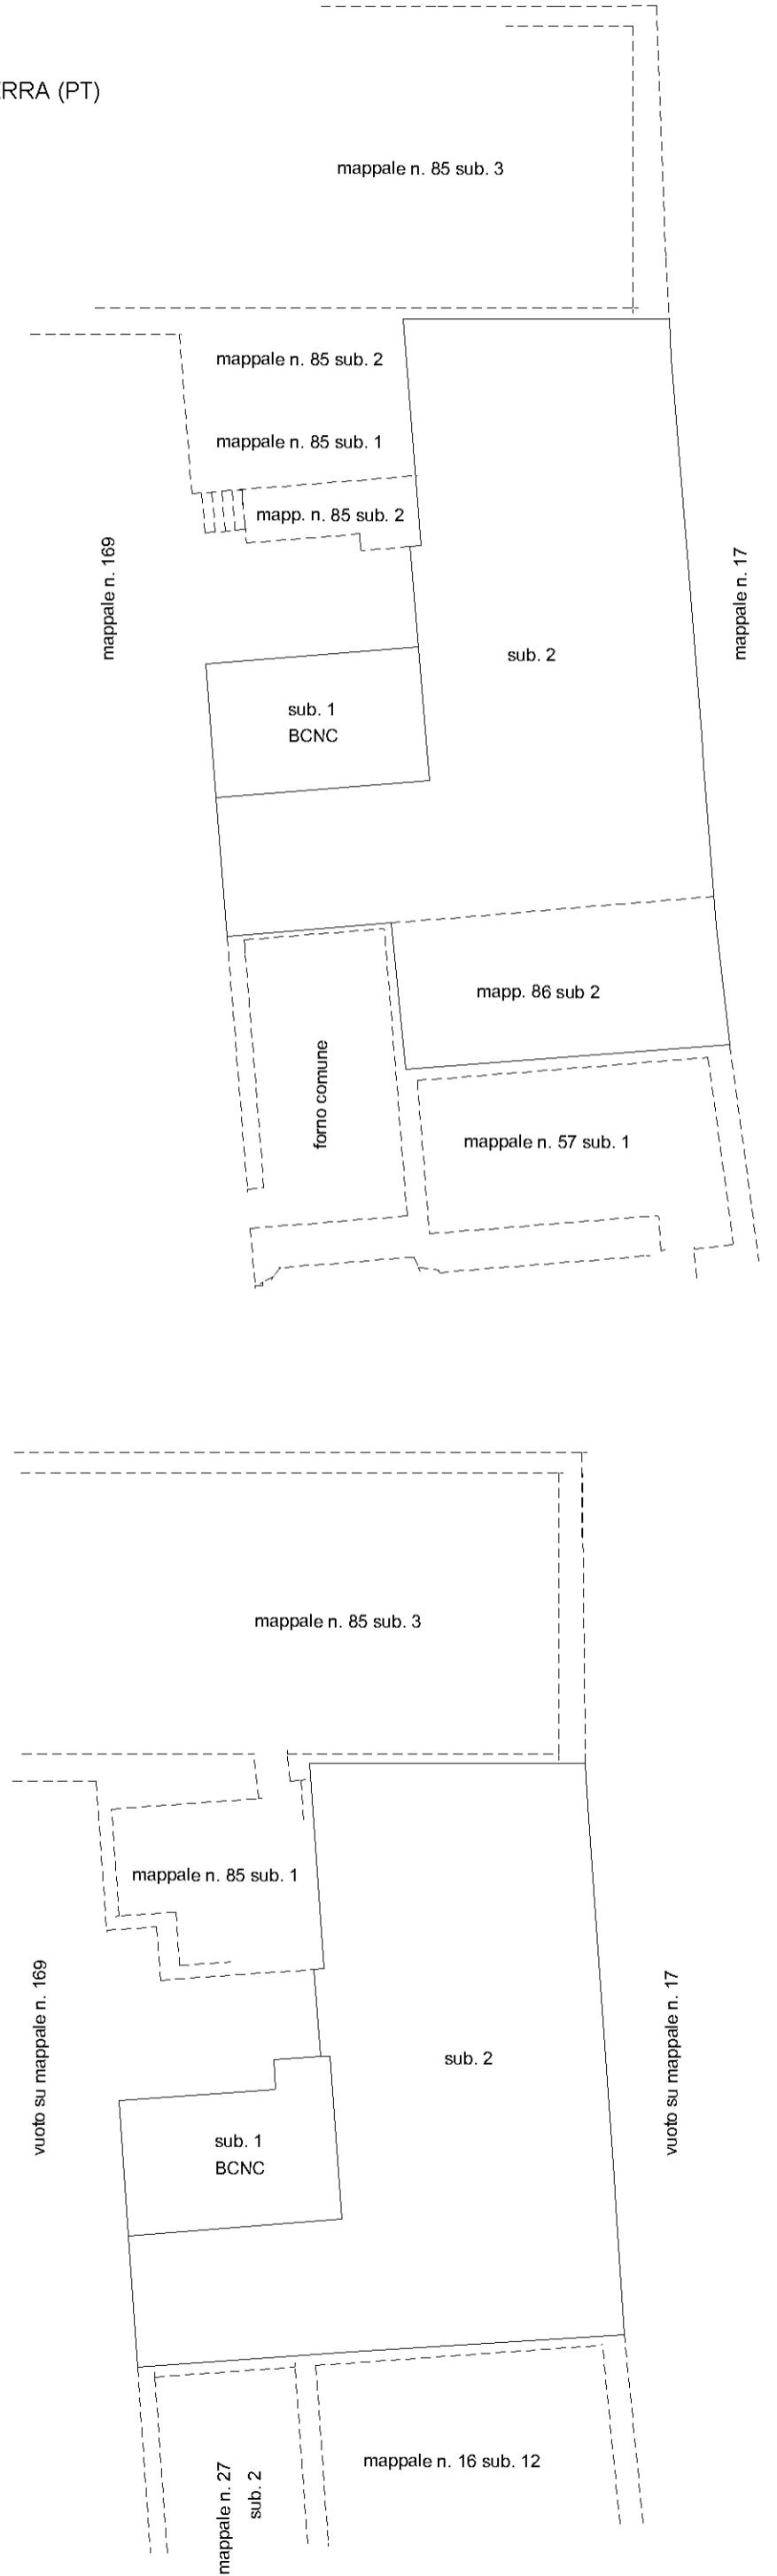 ERRA (PT)
mappale n. 85 sub. 3
mappale n. 85 sub. 2
mappale n. 85 sub. 1
mapp. n. 85 sub. 2
mappale n. 169
mappale n. 17
sub. 2
sub. 1
BCNC
mapp. 86 sub 2
forno comune
mappale n. 57 sub. 1
mappale n. 85 sub. 3
mappale n. 85 sub. 1
vuoto su mappale n. 169
vuoto su mappale n. 17
sub. 2
sub. 1
BCNC
mappale n. 16 sub. 12
mappale n. 27
sub. 2